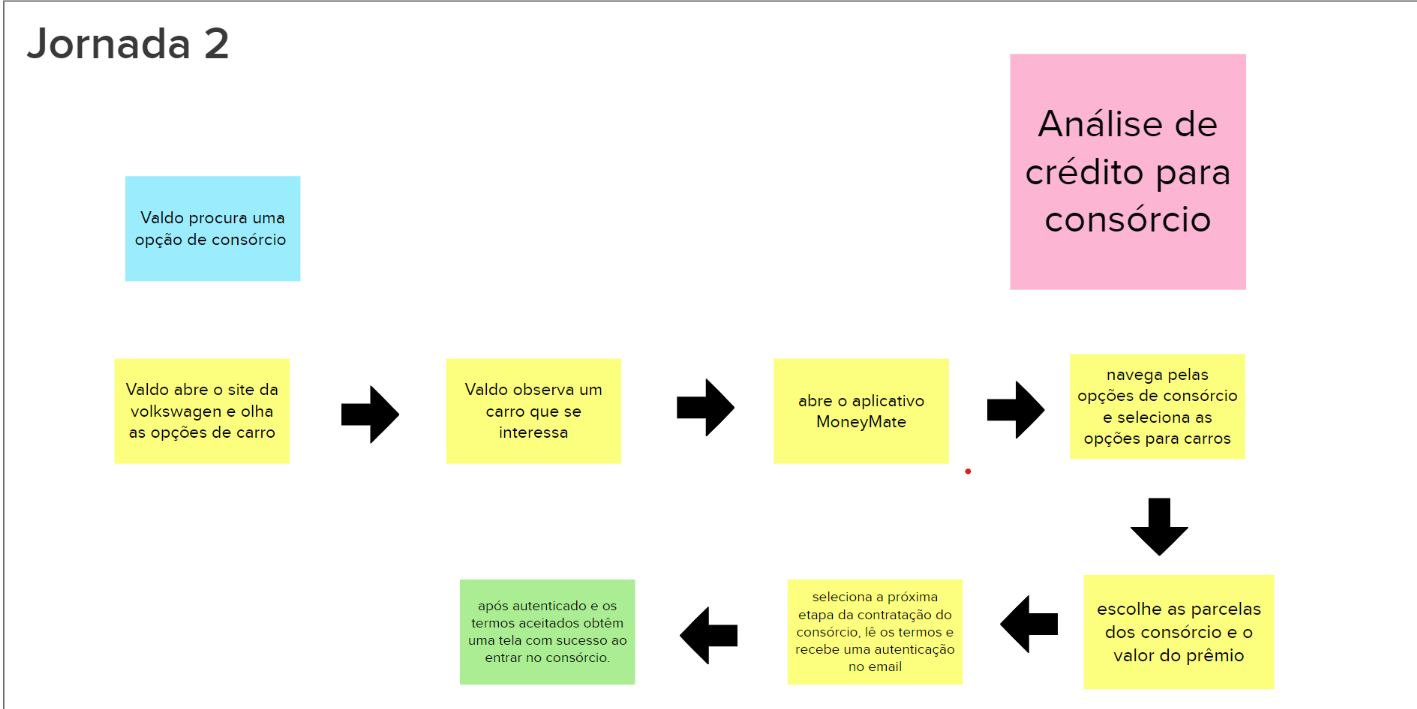 Jornada 2
Análise de
crédito para
consórcio
Valdo procura uma
opção de consórcio
Valdo abre o site da
volkswagen e olha
as opções de carro
Valdo observa um
carro que se
interessa
abre o aplicativo
MoneyMate
navega pelas
opções de consórcio
e seleciona as
opções para carros
escolhe as parcelas
dos consórcio e o
valor do prêmio
seleciona a próxima
etapa da contratação do
consórcio, lê os termos e
recebe uma autenticação
no email
após autenticado e os
termos aceitados obtêm
uma tela com sucesso ao
entrar no consórcio.